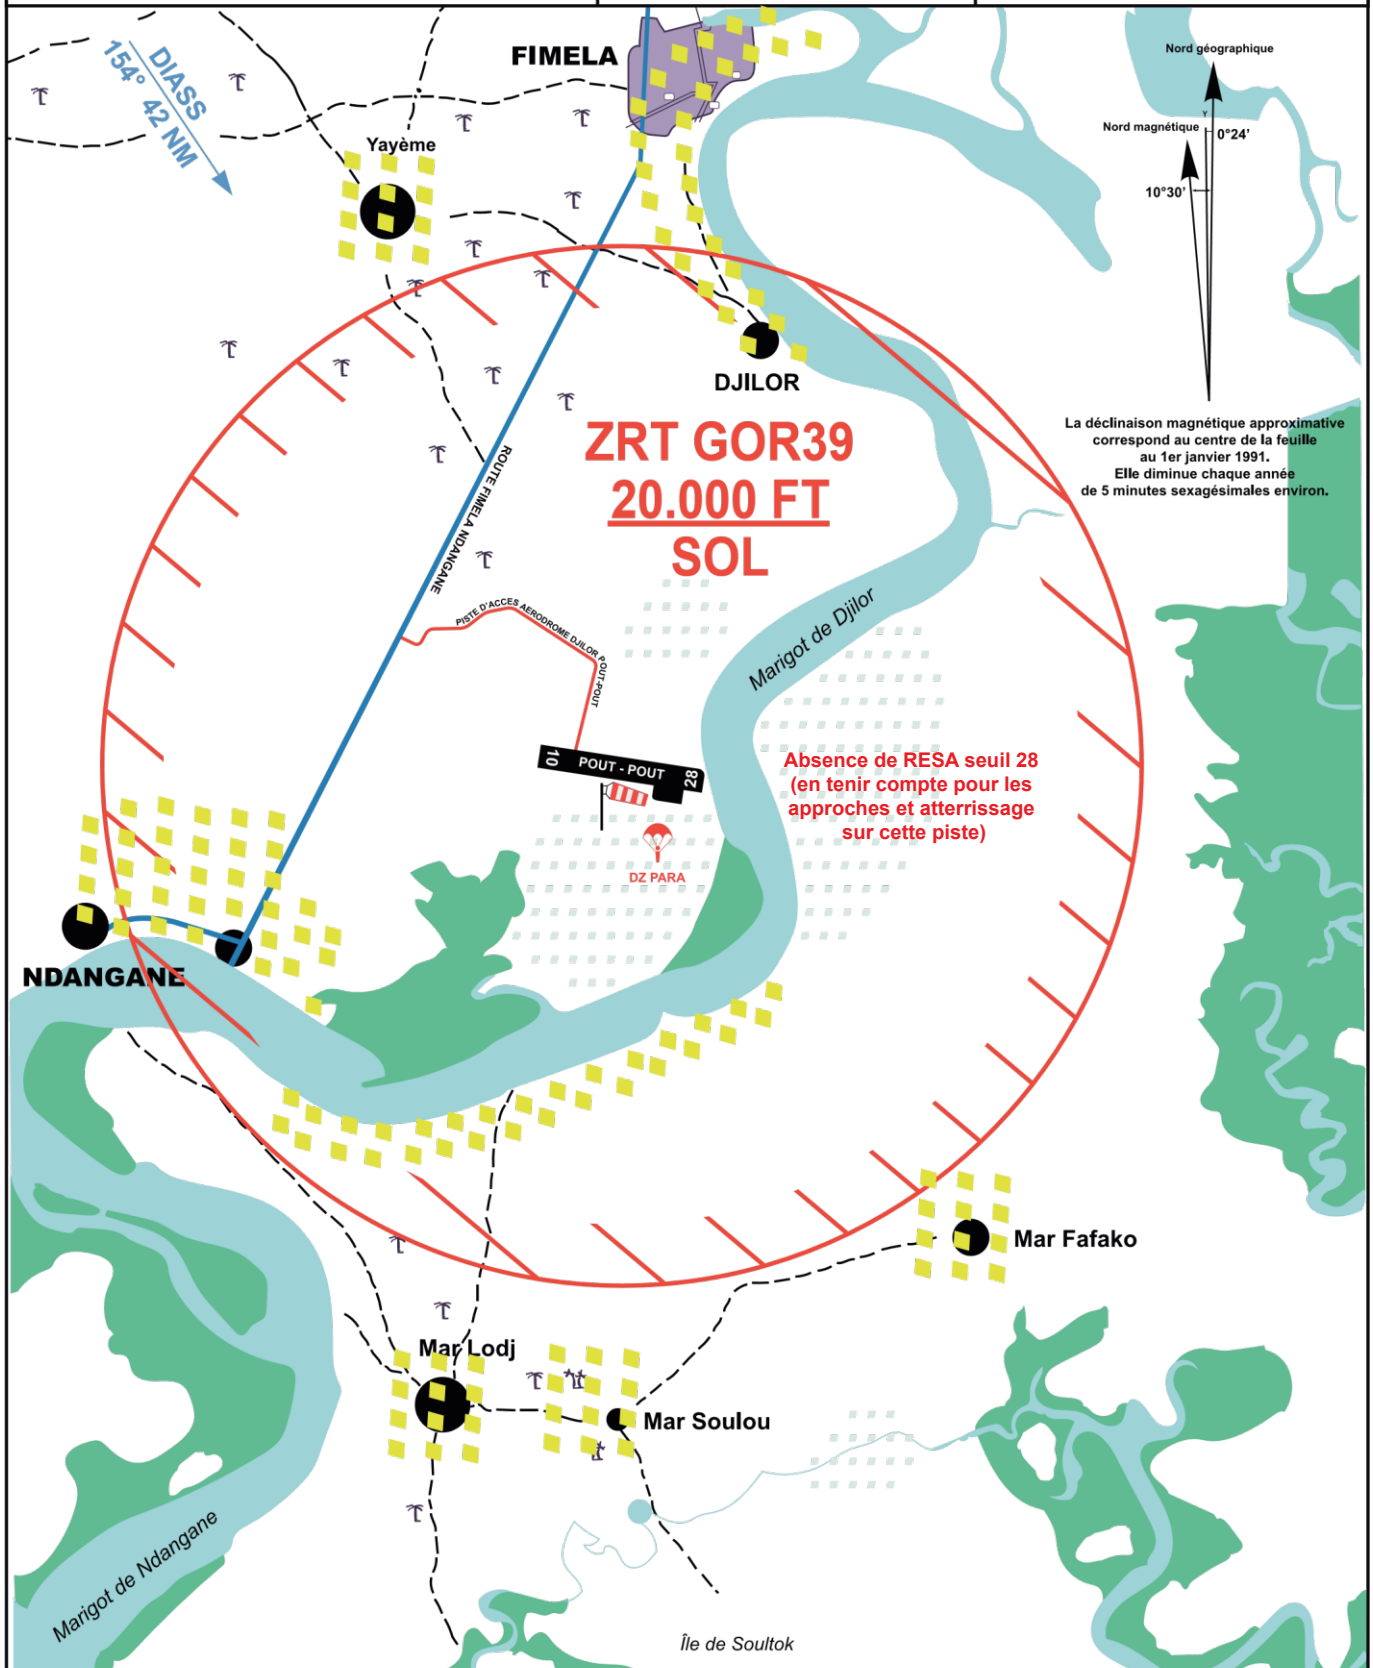 FIMELA
Nord géographique
DIASS
154° 42 NM
Nord magnétique
0°24'
Yayème
10°30'
DJILOR
ZRT GOR39
20.000 FT
SOL
La déclinaison magnétique approximative
correspond au centre de la feuille
au 1er janvier 1991.
Elle diminue chaque année
de 5 minutes sexagésimales environ.
ROUTE FIMELA NDANGANE
PISTE D'ACCES AERODROME DJILOR POUT-POUT
Marigot de Djilor
10
POUT - POUT
28
Absence de RESA seuil 28
(en tenir compte pour les
approches et atterrissage
sur cette piste)
DZ PARA
NDANGANE
Mar Fafako
Mar Lodj
Mar Soulou
Marigot de Ndangane
Île de Soultok